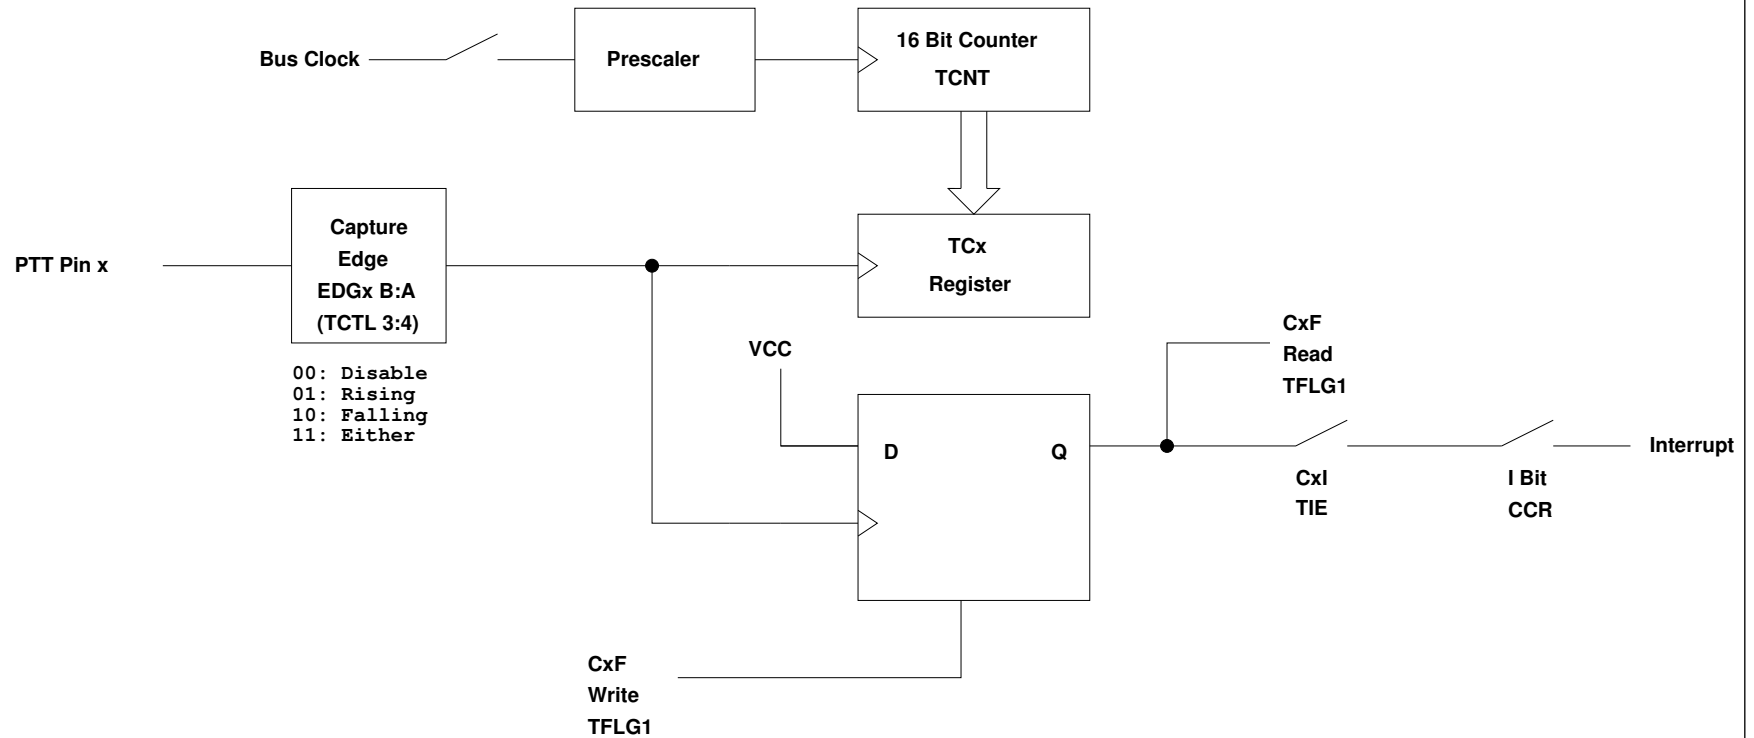 Bus Clock
Prescaler
16 Bit Counter
TCNT
PTT Pin x
Capture
Edge
EDGx B:A
(TCTL 3:4)
TCx
Register
00: Disable
01: Rising
10: Falling
11: Either
VCC
D
Q
CxF
Read
TFLG1
CxI
TIE
I Bit
CCR
Interrupt
CxF
Write
TFLG1